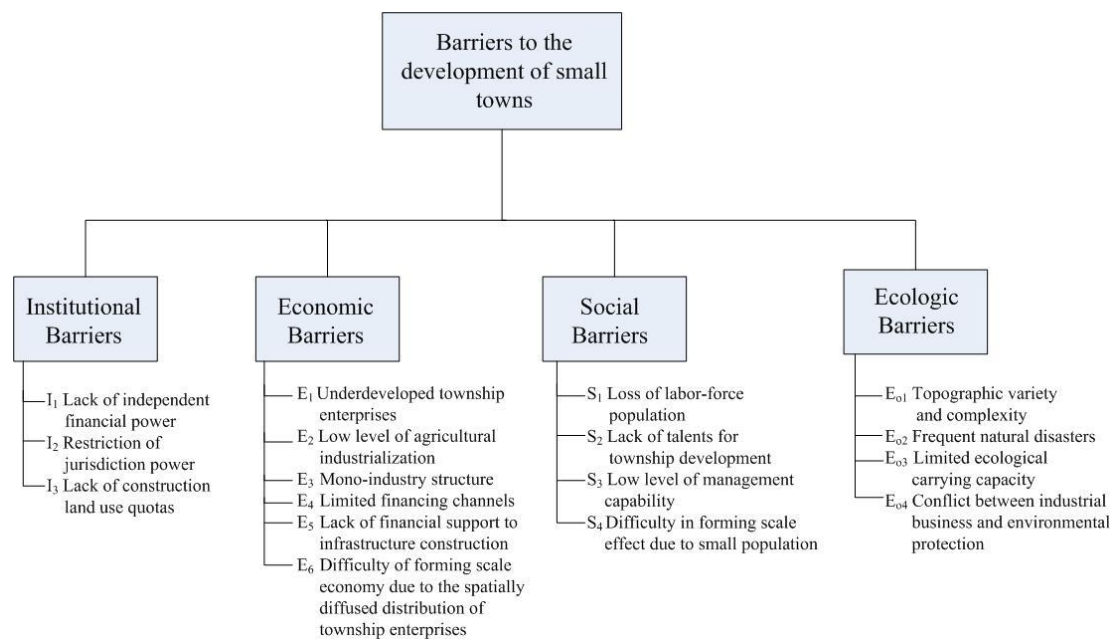 Barriers to the
development of small
towns
Institutional
Barriers
I₁ Lack of independent
financial power
I₂ Restriction of
jurisdiction power
I₃ Lack of construction
land use quotas
Economic
Barriers
E₁ Underdeveloped township
enterprises
E₂ Low level of agricultural
industrialization
E₃ Mono-industry structure
E₄ Limited financing channels
E₅ Lack of financial support to
infrastructure construction
E₆ Difficulty of forming scale
economy due to the spatially
diffused distribution of
township enterprises
Social
Barriers
S₁ Loss of labor-force
population
S₂ Lack of talents for
township development
S₃ Low level of management
capability
S₄ Difficulty in forming scale
effect due to small population
Ecologic
Barriers
Eₒ₁ Topographic variety
and complexity
Eₒ₂ Frequent natural disasters
Eₒ₃ Limited ecological
carrying capacity
Eₒ₄ Conflict between industrial
business and environmental
protection